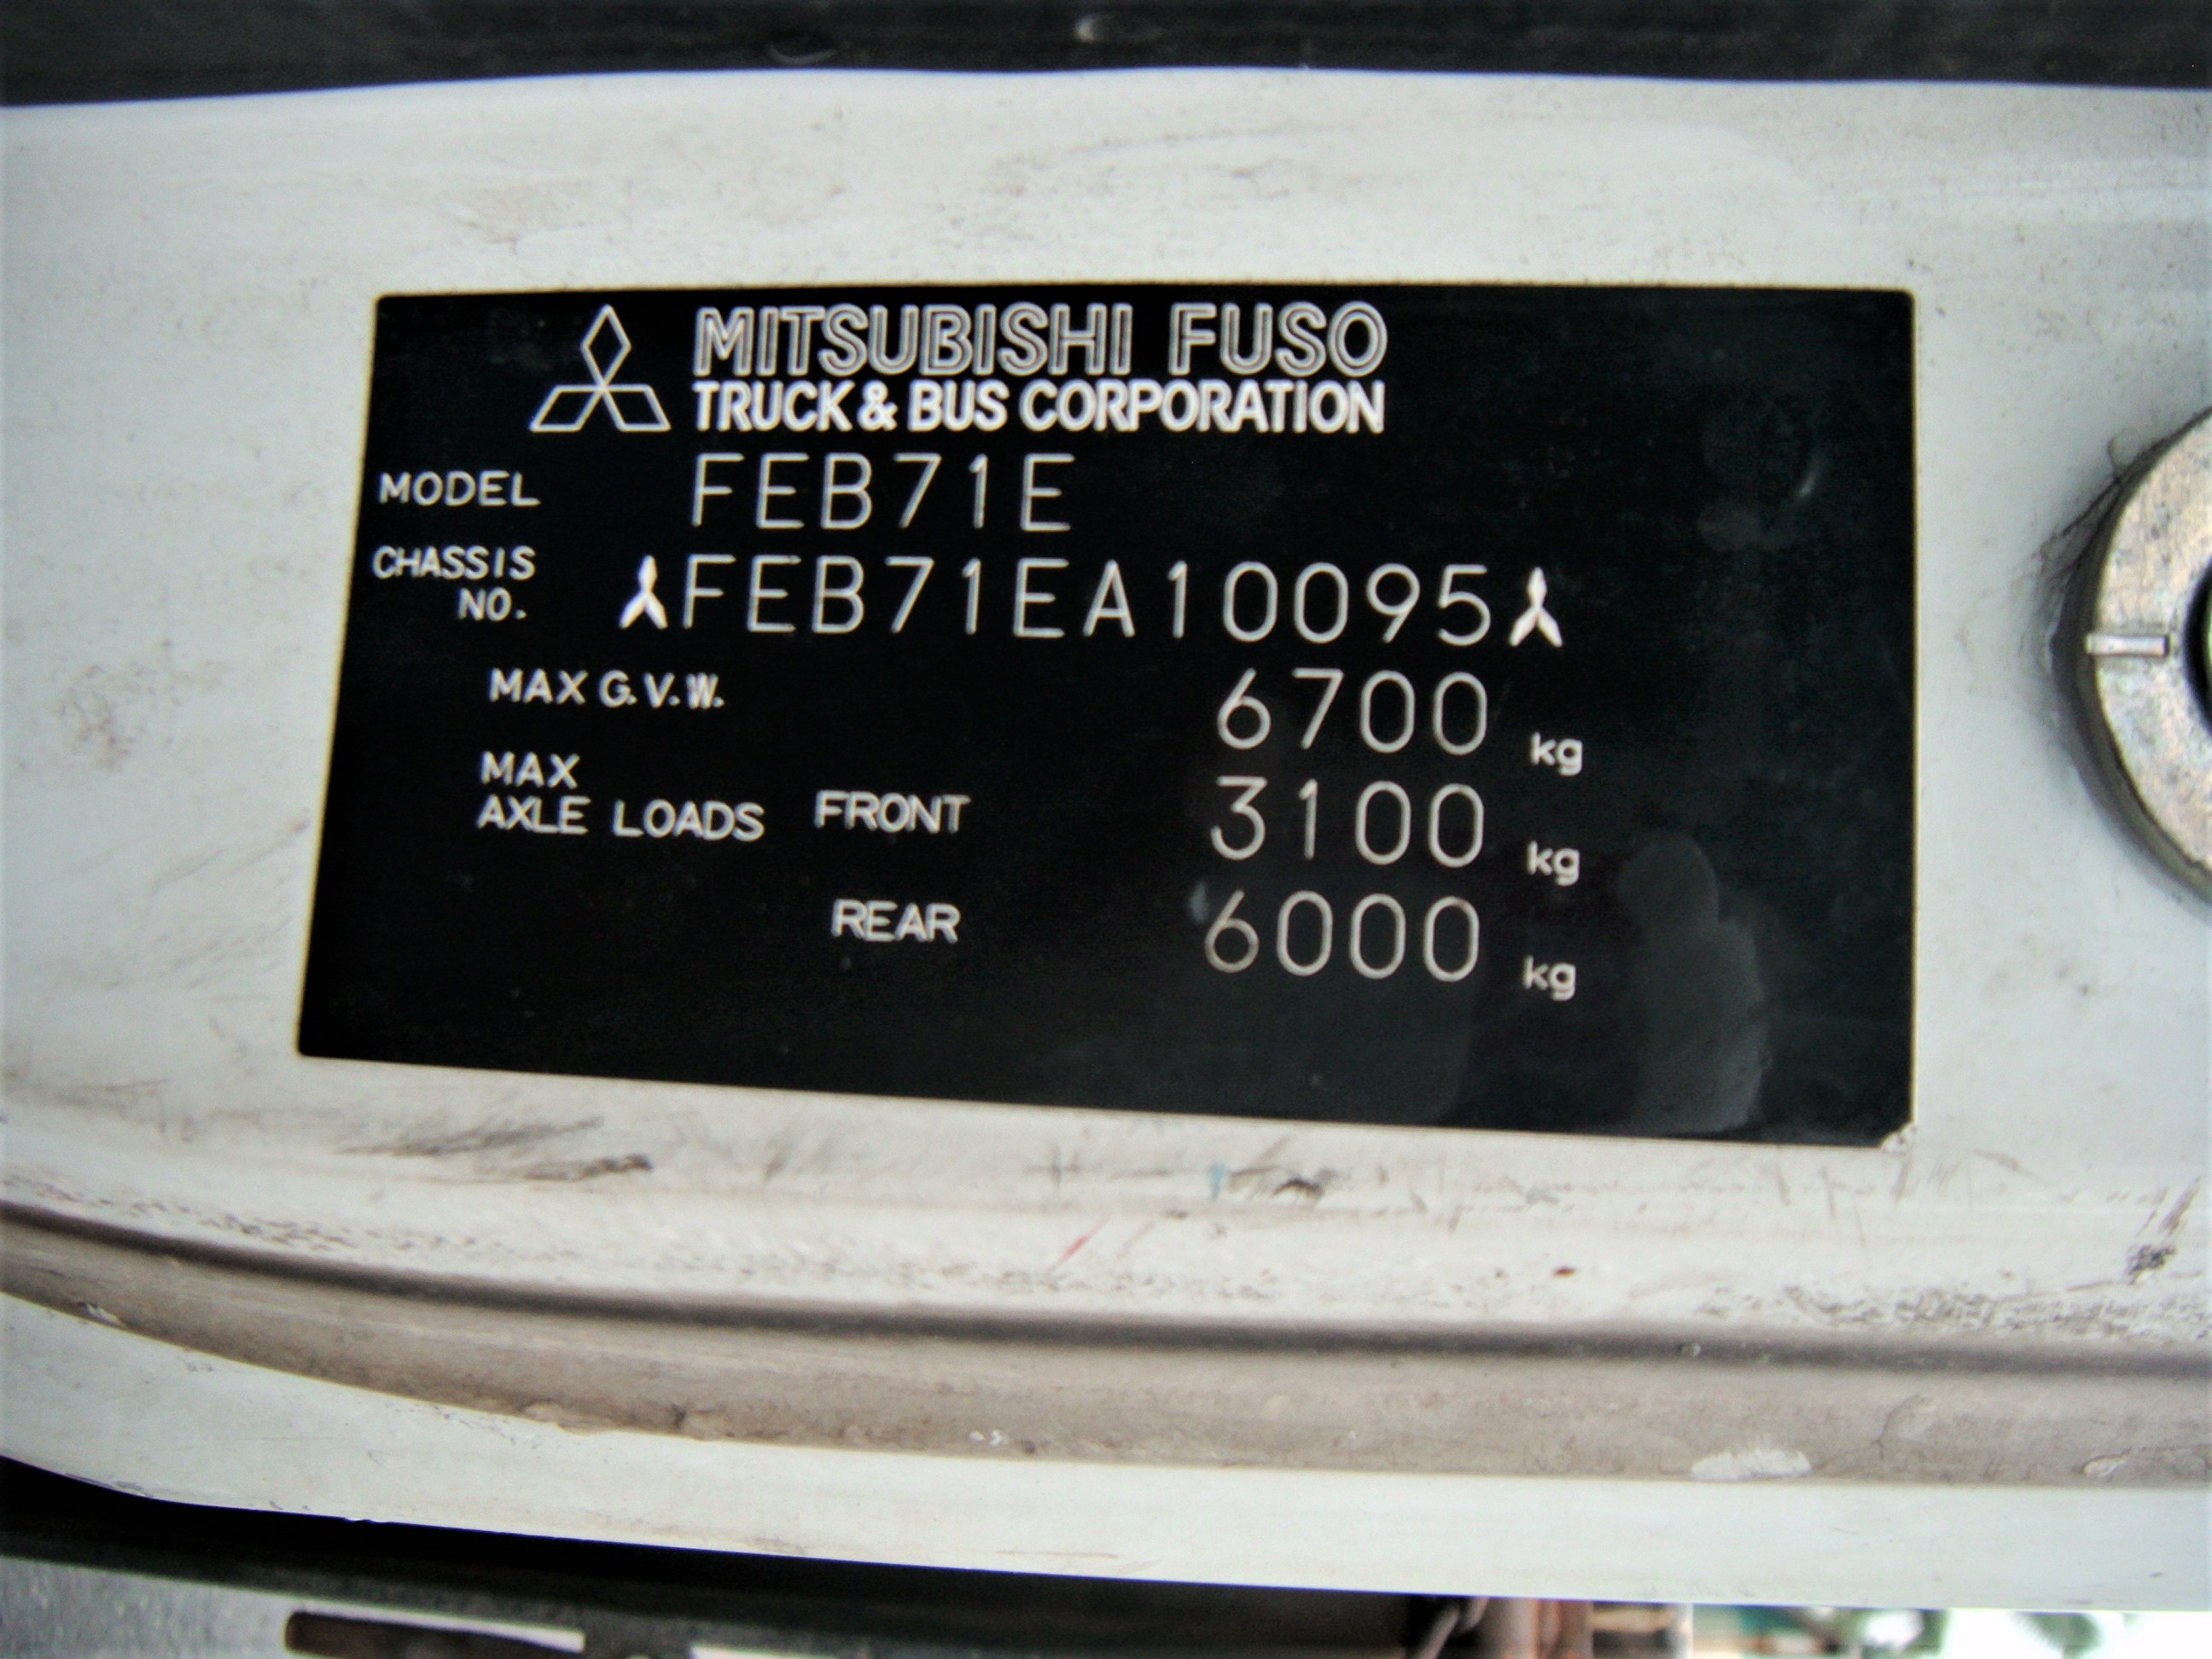 MITSUBISHI FUSO
TRUCK & BUS CORPORATION
MODEL FEB71E
CHASSIS NO. FEB71EA10095
MAX G.V.W. 6700 kg
MAX AXLE LOADS FRONT 3100 kg
REAR 6000 kg